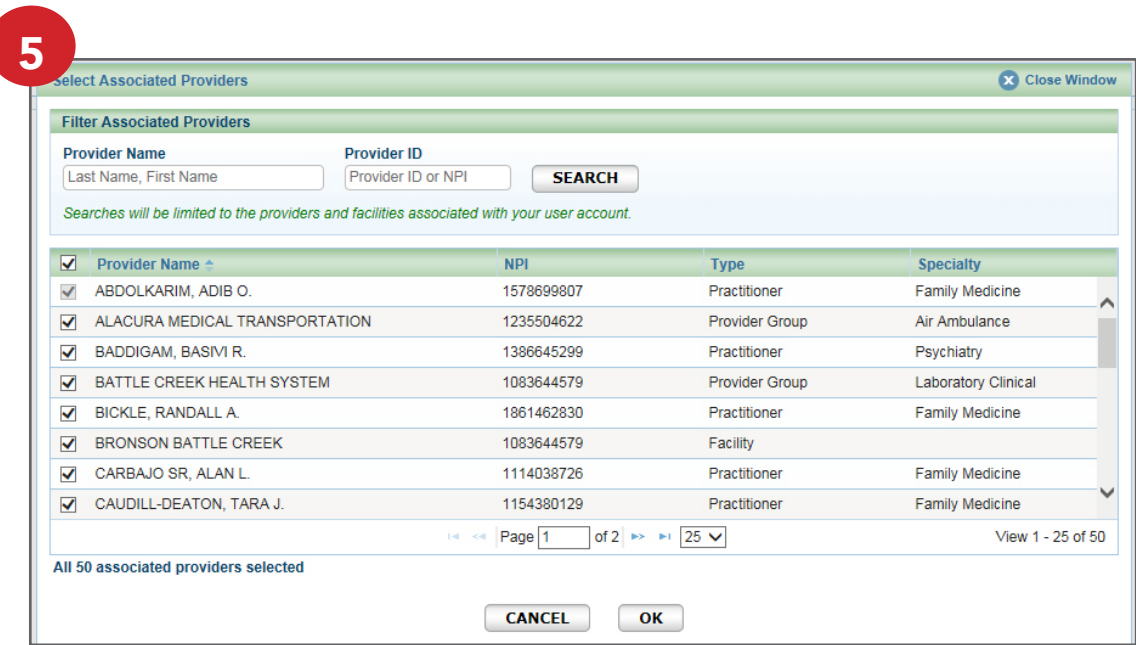 5
Select Associated Providers Close Window
Filter Associated Providers
Provider Name Provider ID
Last Name, First Name Provider ID or NPI SEARCH
Searches will be limited to the providers and facilities associated with your user account.
Provider Name NPI Type Specialty
ABDOLKARIM, ADIB O. 1578699807 Practitioner Family Medicine
ALACURA MEDICAL TRANSPORTATION 1235504622 Provider Group Air Ambulance
BADDIGAM, BASIVI R. 1386645299 Practitioner Psychiatry
BATTLE CREEK HEALTH SYSTEM 1083644579 Provider Group Laboratory Clinical
BICKLE, RANDALL A. 1861462830 Practitioner Family Medicine
BRONSON BATTLE CREEK 1083644579 Facility
CARBAJO SR, ALAN L. 1114038726 Practitioner Family Medicine
CAUDILL-DEATON, TARA J. 1154380129 Practitioner Family Medicine
Page 1 of 2 25 View 1 - 25 of 50
All 50 associated providers selected
CANCEL OK